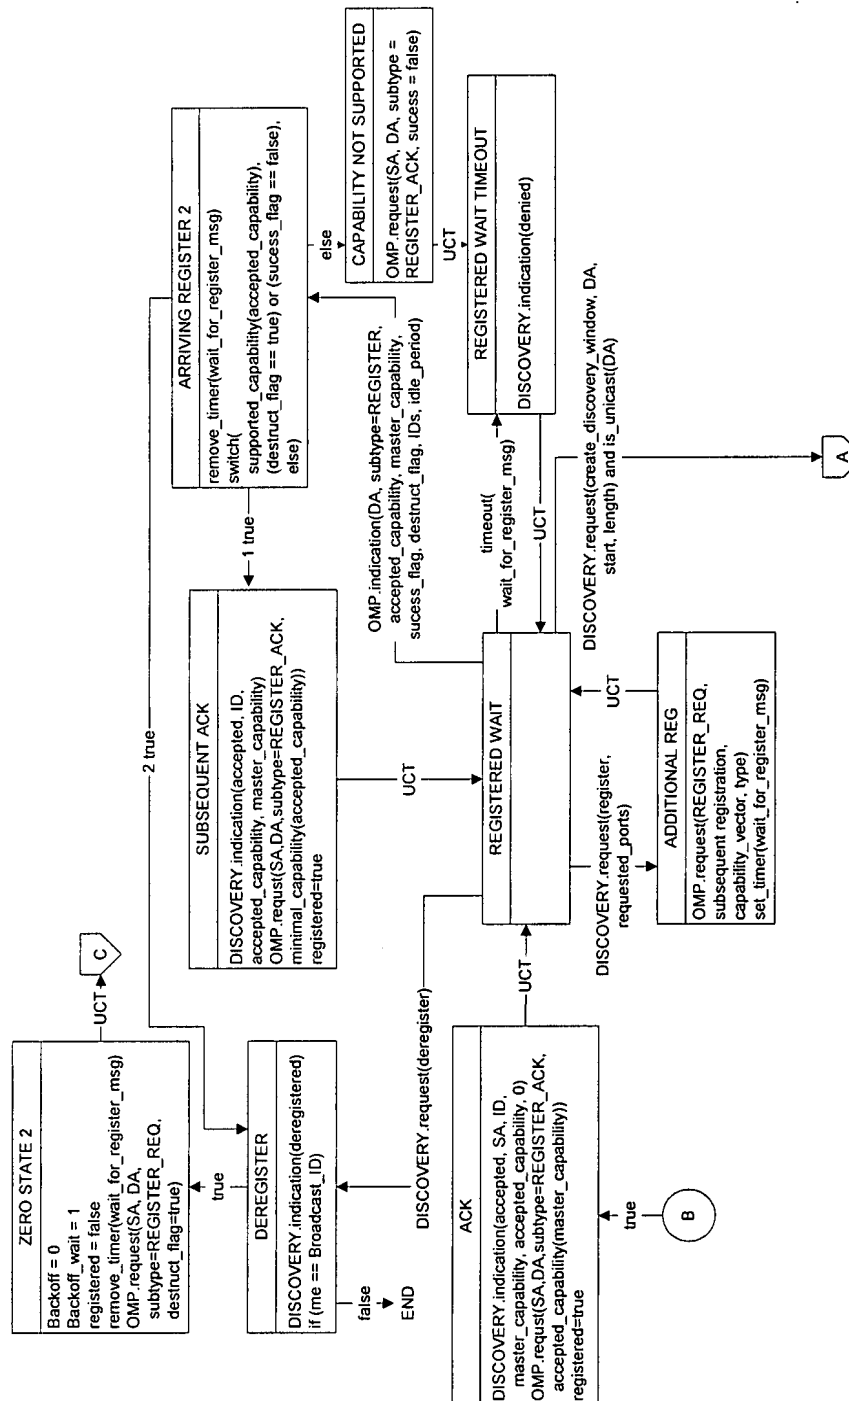 ZERO STATE 2
Backoff = 0
Backoff_wait = 1
registered = false
remove_timer(wait_for_register_msg)
OMP.request(SA, DA,
subtype=REGISTER_REQ,
destruct_flag=true)
UCT
C
true
DEREGISTER
DISCOVERY.indication(deregistered)
if (me == Broadcast_ID)
false
END
2 true
DISCOVERY.request(deregister)
ACK
DISCOVERY.indication(accepted, SA, ID,
master_capability, accepted_capability, 0)
OMP.requst(SA,DA,subtype=REGISTER_ACK,
accepted_capability(master_capability))
registered=true
true
B
UCT
SUBSEQUENT ACK
DISCOVERY.indication(accepted, ID,
accepted_capability, master_capability)
OMP.requst((SA,DA,subtype=REGISTER_ACK,
minimal_capability(accepted_capability))
registered=true
UCT
REGISTERED WAIT
DISCOVERY.request(register,
requested_ports)
UCT
ADDITIONAL REG
OMP.request(REGISTER_REQ,
subsequent registration,
capability_vector, type)
set_timer(wait_for_register_msg)
ARRIVING REGISTER 2
remove_timer(wait_for_register_msg)
switch(
supported_capability(accepted_capability),
(destruct_flag == true) or (sucess_flag == false),
else)
1 true
else
CAPABILITY NOT SUPPORTED
OMP.request(SA, DA, subtype =
REGISTER_ACK, sucess = false)
UCT
OMP.indication(DA, subtype=REGISTER,
accepted_capability, master_capability,
sucess_flag, destruct_flag, IDs, idle_period)
REGISTERED WAIT TIMEOUT
DISCOVERY.indication(denied)
timeout(
wait_for_register_msg)
UCT
DISCOVERY.request(create_discovery_window, DA,
start, length) and is_unicast(DA)
A